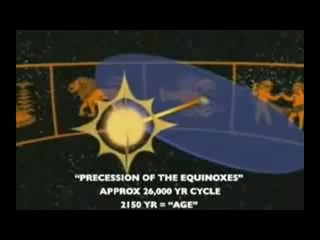 “PRECESSION OF THE EQUINOXES”
APPROX 26,000 YR CYCLE
2150 YR = “AGE”